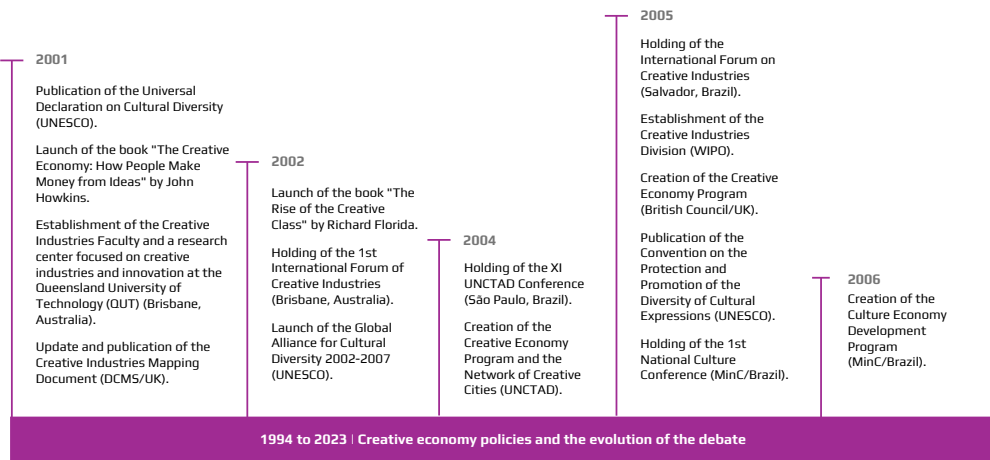 2001
Publication of the Universal
Declaration on Cultural Diversity
(UNESCO).
Launch of the book "The Creative
Economy: How People Make
Money from Ideas" by John
Howkins.
Establishment of the Creative
Industries Faculty and a research
center focused on creative
industries and innovation at the
Queensland University of
Technology (QUT) (Brisbane,
Australia).
Update and publication of the
Creative Industries Mapping
Document (DCMS/UK).
2002
Launch of the book "The
Rise of the Creative
Class" by Richard Florida.
Holding of the 1st
International Forum of
Creative Industries
(Brisbane, Australia).
Launch of the Global
Alliance for Cultural
Diversity 2002-2007
(UNESCO).
2004
Holding of the XI
UNCTAD Conference
(São Paulo, Brazil).
Creation of the
Creative Economy
Program and the
Network of Creative
Cities (UNCTAD).
2005
Holding of the
International Forum on
Creative Industries
(Salvador, Brazil).
Establishment of the
Creative Industries
Division (WIPO).
Creation of the Creative
Economy Program
(British Council/UK).
Publication of the
Convention on the
Protection and
Promotion of the
Diversity of Cultural
Expressions (UNESCO).
Holding of the 1st
National Culture
Conference (MinC/Brazil).
2006
Creation of the
Culture Economy
Development
Program
(MinC/Brazil).
1994 to 2023 | Creative economy policies and the evolution of the debate